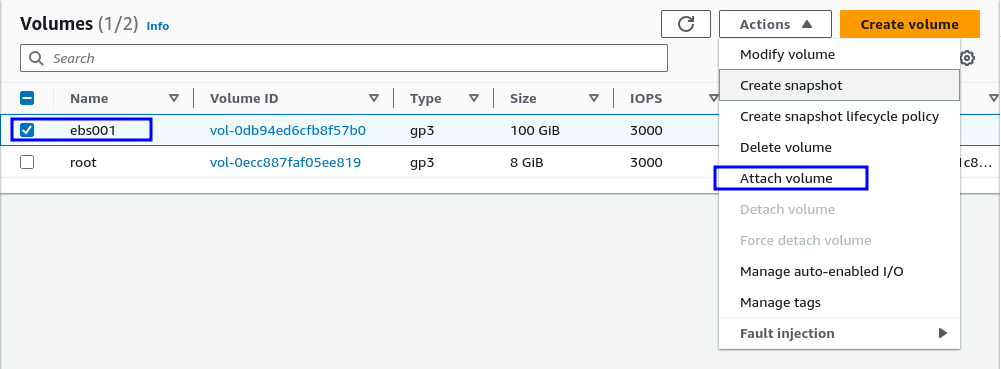 Volumes (1/2) Info
Actions
Create volume
Search
Name Volume ID Type Size IOPS
ebs001 vol-0db94ed6cfb8f57b0 gp3 100 GiB 3000
root vol-0ecc887faf05ee819 gp3 8 GiB 3000 1c8...
Modify volume
Create snapshot
Create snapshot lifecycle policy
Delete volume
Attach volume
Detach volume
Force detach volume
Manage auto-enabled I/O
Manage tags
Fault injection